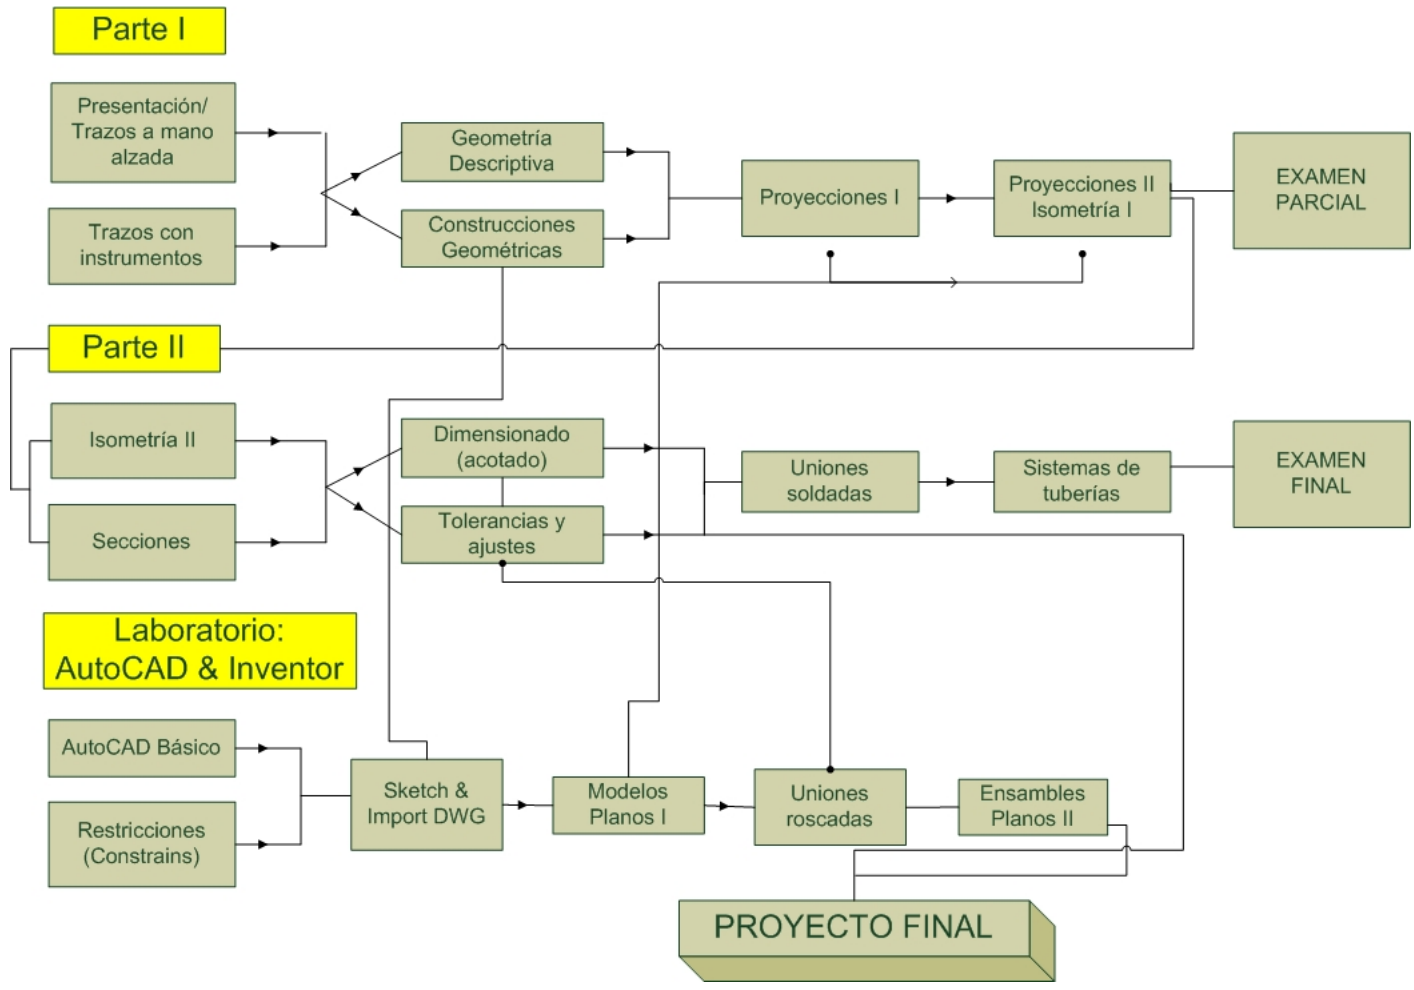 Parte I
Presentación/
Trazos a mano
alzada
Trazos con
instrumentos
Geometría
Descriptiva
Construcciones
Geométricas
Proyecciones I
Proyecciones II
Isometría I
EXAMEN
PARCIAL
Parte II
Isometría II
Secciones
Dimensionado
(acotado)
Tolerancias y
ajustes
Uniones
soldadas
Sistemas de
tuberías
EXAMEN
FINAL
Laboratorio:
AutoCAD & Inventor
AutoCAD Básico
Restricciones
(Constrains)
Sketch &
Import DWG
Modelos
Planos I
Uniones
roscadas
Ensambles
Planos II
PROYECTO FINAL